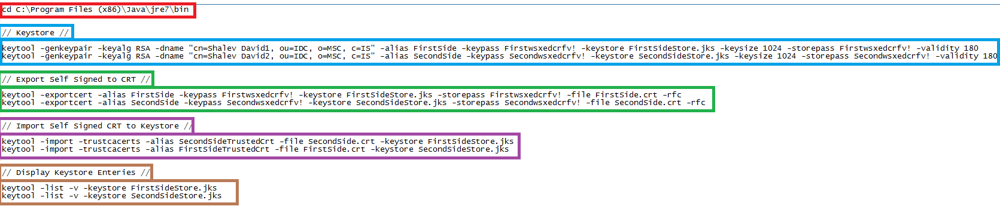 cd C:\Program Files (x86)\Java\jre7\bin
// Keystore //
keytool -genkeypair -keyalg RSA -dname "cn=Shalev David1, ou=IDC, o=MSC, c=IS" -alias FirstSide -keypass Firstwsxedcrfv! -keystore FirstSideStore.jks -keysize 1024 -storepass Firstwsxedcrfv! -validity 180
keytool -genkeypair -keyalg RSA -dname "cn=Shalev David2, ou=IDC, o=MSC, c=IS" -alias SecondSide -keypass Secondwsxedcrfv! -keystore SecondSideStore.jks -keysize 1024 -storepass Secondwsxedcrfv! -validity 180
// Export Self Signed to CRT //
keytool -exportcert -alias FirstSide -keypass Firstwsxedcrfv! -keystore FirstSideStore.jks -storepass Firstwsxedcrfv! -file FirstSide.crt -rfc
keytool -exportcert -alias SecondSide -keypass Secondwsxedcrfv! -keystore SecondSideStore.jks -storepass Secondwsxedcrfv! -file SecondSide.crt -rfc
// Import Self Signed CRT to Keystore //
keytool -import -trustcacerts -alias SecondSideTrustedCrt -file SecondSide.crt -keystore FirstSideStore.jks
keytool -import -trustcacerts -alias FirstSideTrustedCrt -file FirstSide.crt -keystore SecondSideStore.jks
// Display Keystore Enteries //
keytool -list -v -keystore FirstSideStore.jks
keytool -list -v -keystore SecondSideStore.jks